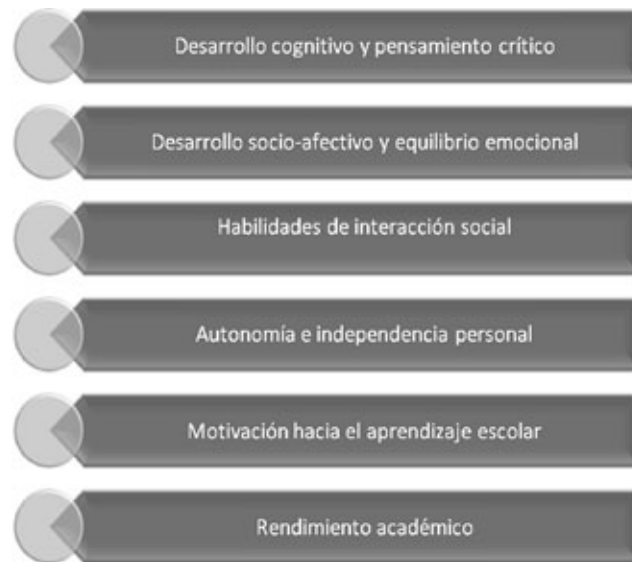 Desarrollo cognitivo y pensamiento crítico
Desarrollo socio-afectivo y equilibrio emocional
Habilidades de interacción social
Autonomía e independencia personal
Motivación hacia el aprendizaje escolar
Rendimiento académico